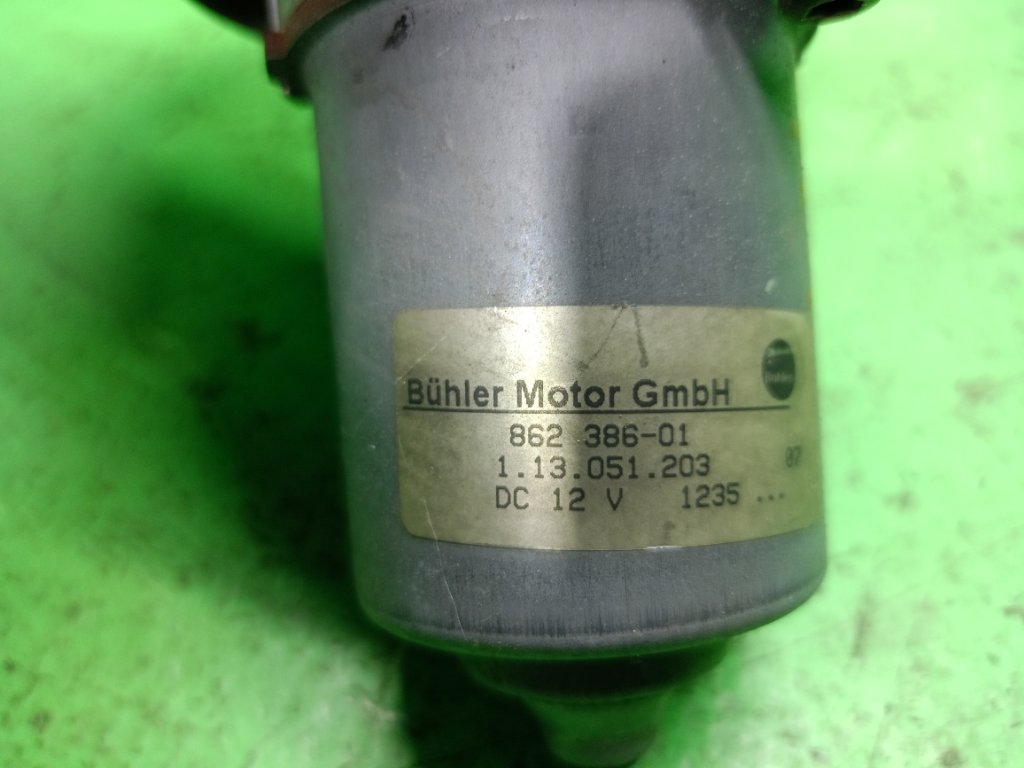 Bühler Motor GmbH
862 386-01
1.13.051.203
DC 12 V 1235 ...